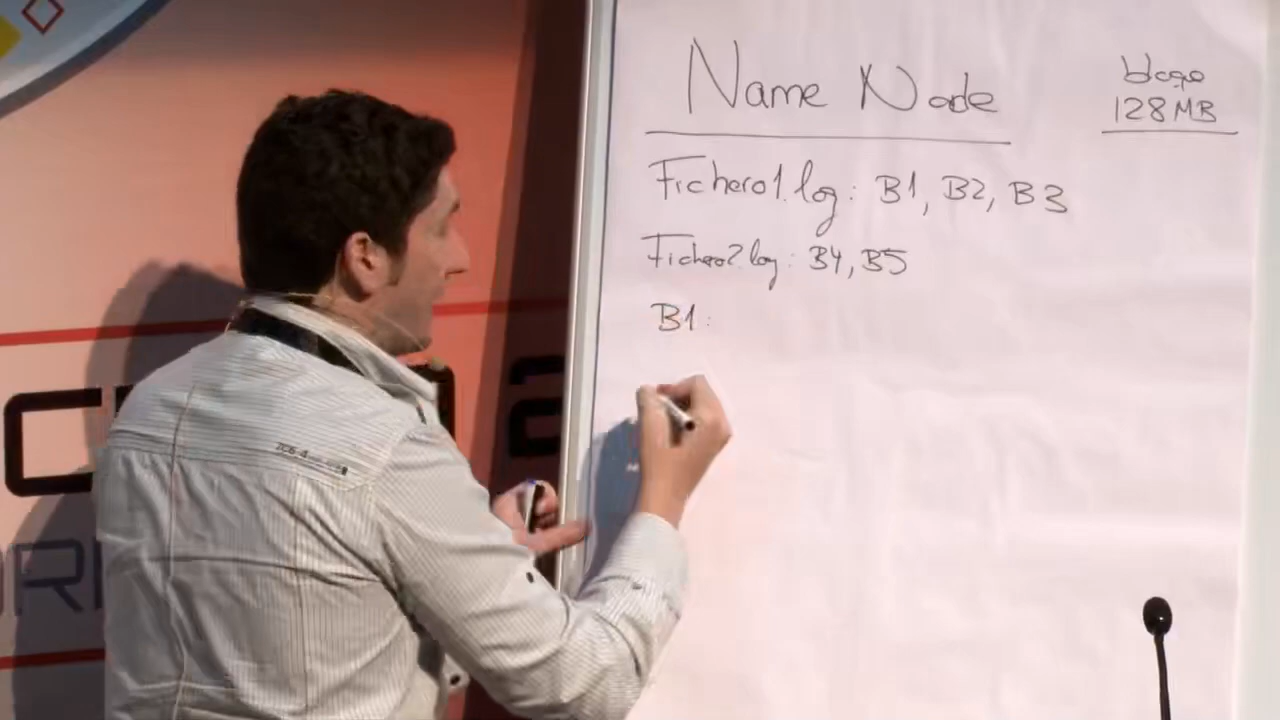 Name Node
bloque
128 MB
Fichero1.log: B1, B2, B3
Fichero2.log: B4, B5
B1: